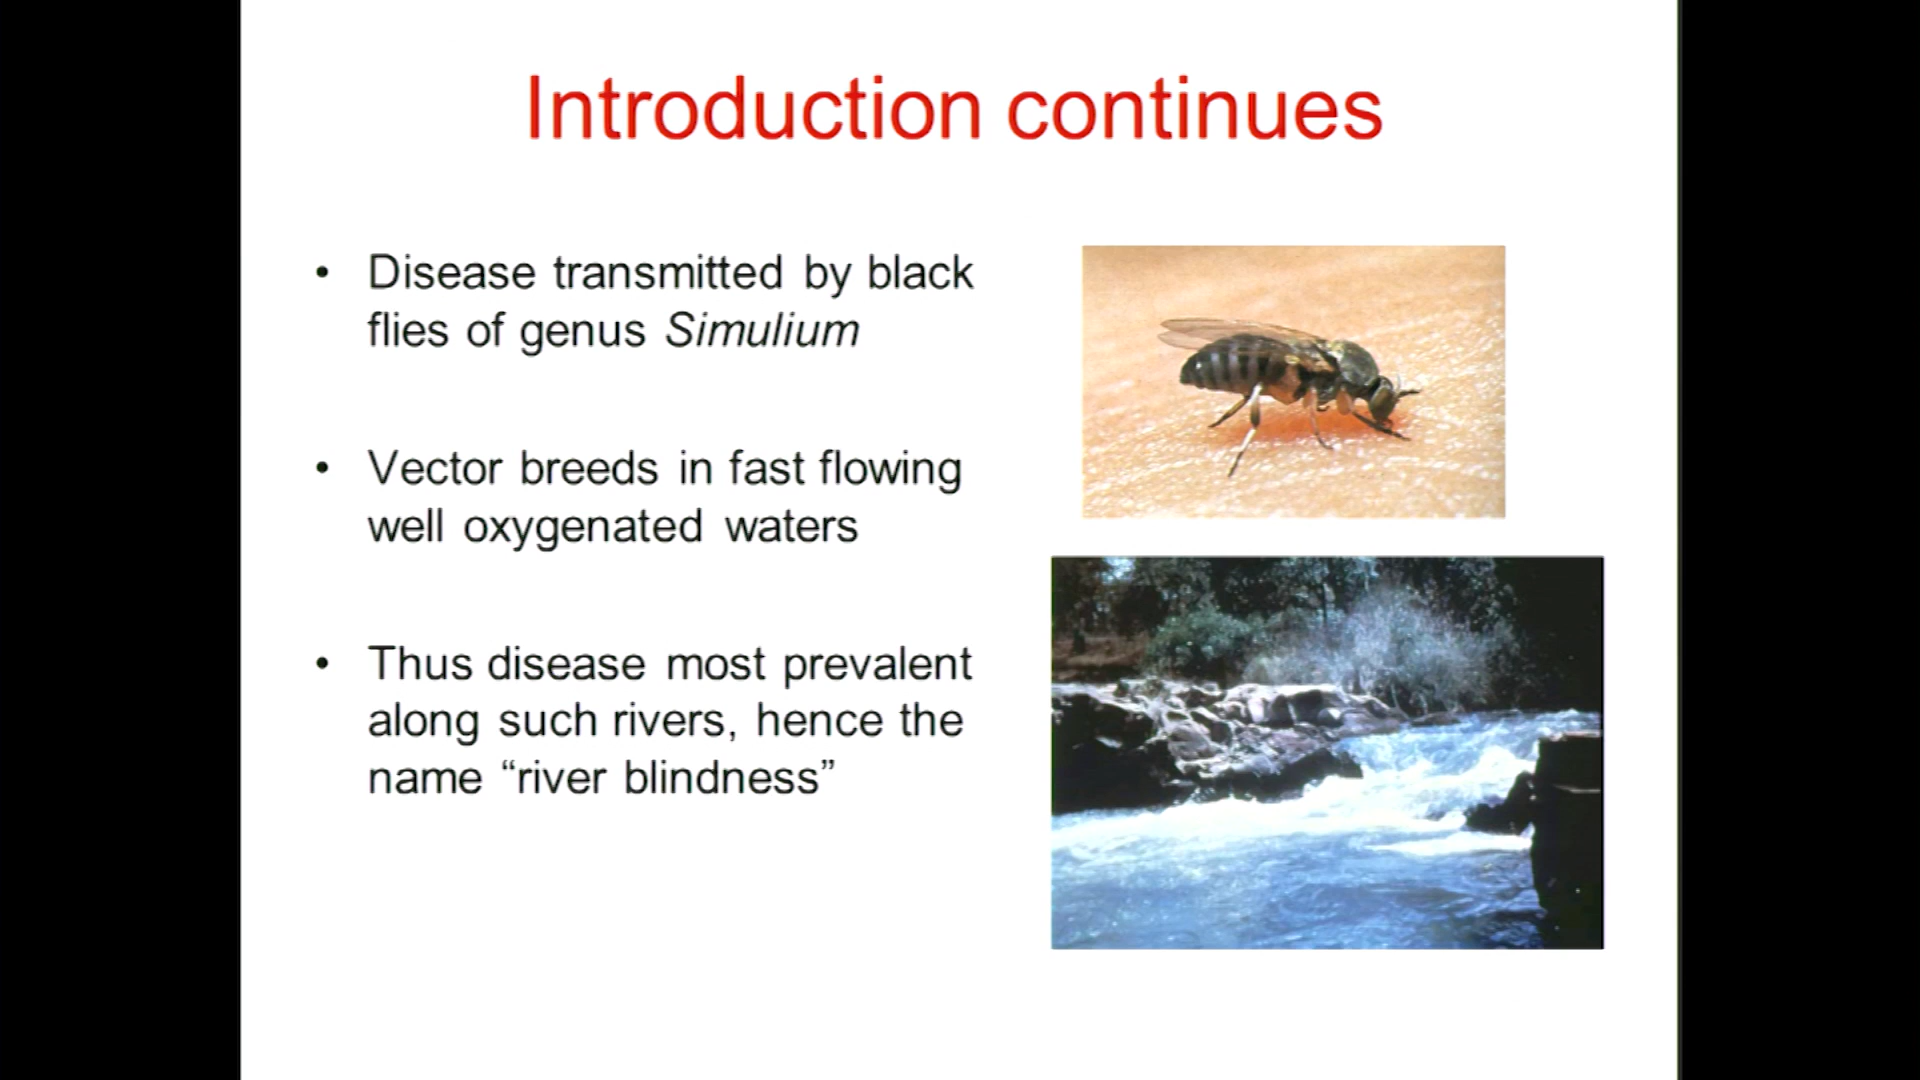 Introduction continues
• Disease transmitted by black
flies of genus Simulium
• Vector breeds in fast flowing
well oxygenated waters
• Thus disease most prevalent
along such rivers, hence the
name “river blindness”